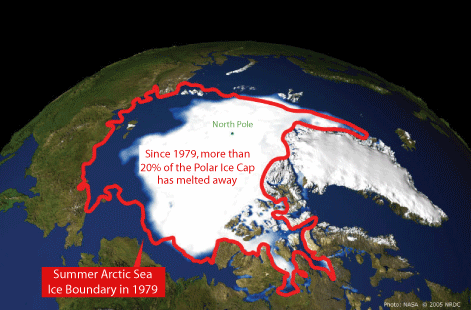 North Pole
Since 1979, more than
20% of the Polar Ice Cap
has melted away
Summer Arctic Sea
Ice Boundary in 1979
Photo: NASA © 2005 NRDC